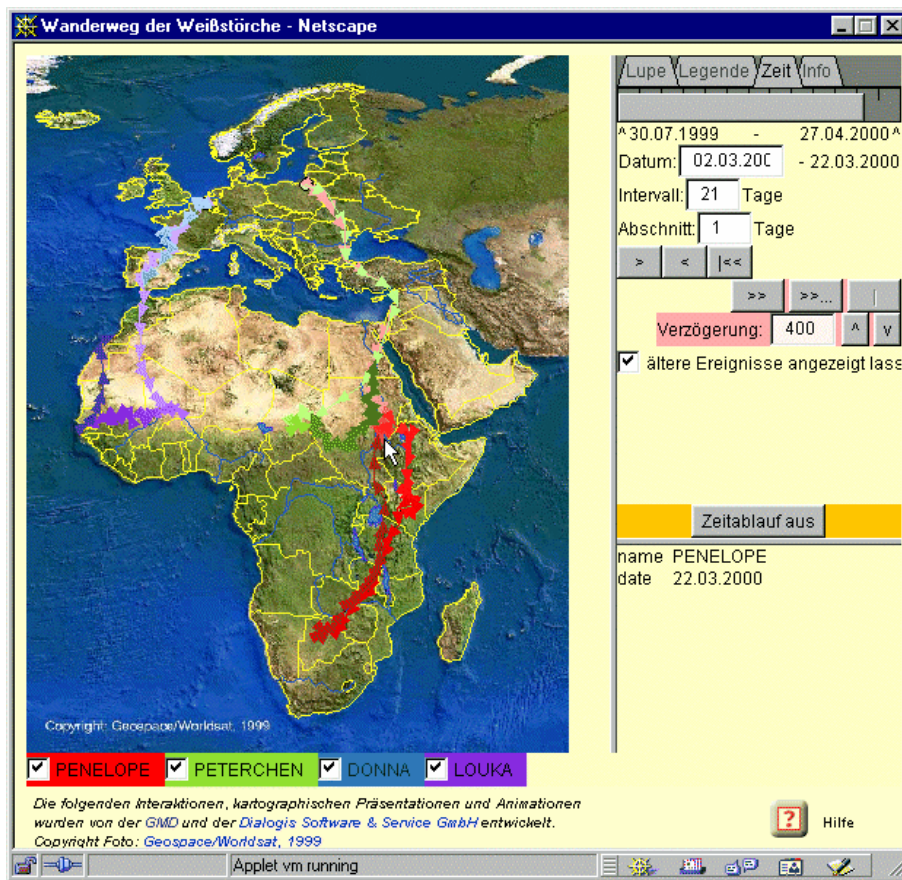 Wanderweg der Weißstörche - Netscape
Lupe Legende Zeit Info
^30.07.1999 - 27.04.2000^
Datum: 02.03.200 - 22.03.2000
Intervall: 21 Tage
Abschnitt: 1 Tage
> < |<<
>> >>... |
Verzögerung: 400 ^ v
ältere Ereignisse angezeigt lass
Zeitablauf aus
name PENELOPE
date 22.03.2000
Copyright: Geospace/Worldsat, 1999
PENELOPE PETERCHEN DONNA LOUKA
Die folgenden Interaktionen, kartographischen Präsentationen und Animationen
wurden von der GMD und der Dialogis Software & Service GmbH entwickelt.
Copyright Foto: Geospace/Worldsat, 1999
? Hilfe
Applet vm running